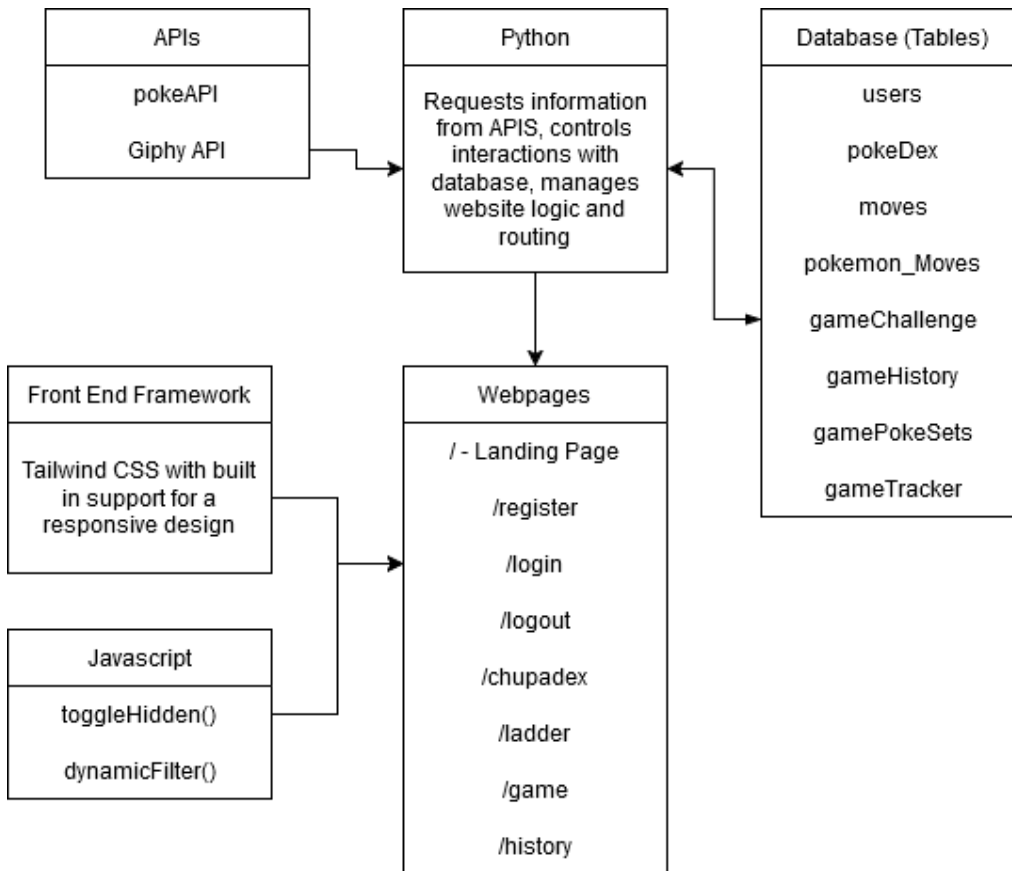 APIs
pokeAPI
Giphy API
Python
Requests information
from APIS, controls
interactions with
database, manages
website logic and
routing
Database (Tables)
users
pokeDex
moves
pokemon_Moves
gameChallenge
gameHistory
gamePokeSets
gameTracker
Front End Framework
Tailwind CSS with built
in support for a
responsive design
Javascript
toggleHidden()
dynamicFilter()
Webpages
/ - Landing Page
/register
/login
/logout
/chupadex
/ladder
/game
/history